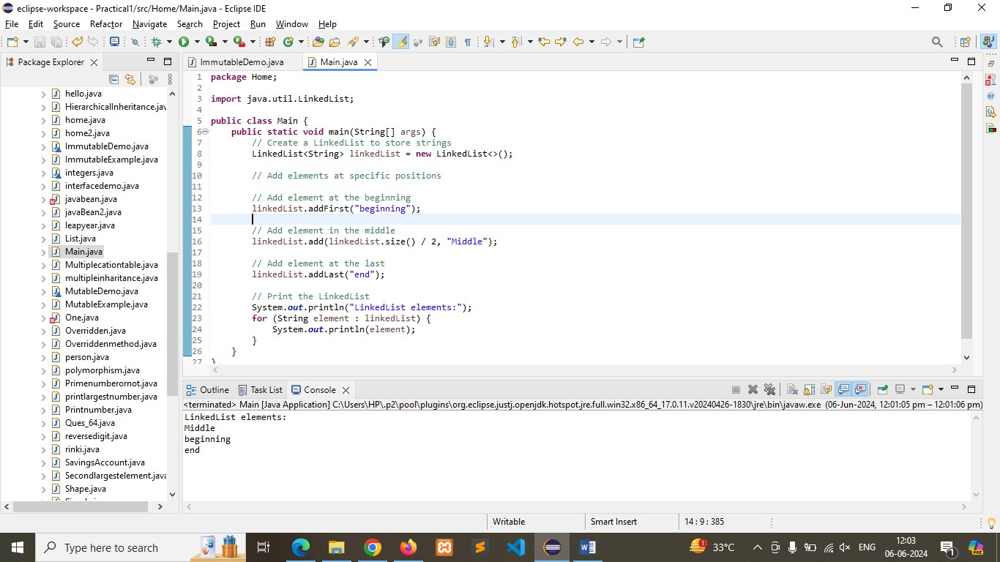 eclipse-workspace - Practical1/src/Home/Main.java - Eclipse IDE
File Edit Source Refactor Navigate Search Project Run Window Help
Package Explorer
hello.java
HierarchicalInheritance.jav
home.java
home2.java
ImmutableDemo.java
ImmutableExample.java
integers.java
interfacedemo.java
javabean.java
javaBean2.java
leapyear.java
List.java
Main.java
Multiplecationtable.java
multipleinharitance.java
MutableDemo.java
MutableExample.java
One.java
Overridden.java
Overriddenmethod.java
person.java
polymorphism.java
Primenumberornot.java
printlargestnumber.java
Printnumber.java
Ques_64.java
reversedigit.java
rinki.java
SavingsAccount.java
Secondlargestelement.java
Shape.java
ImmutableDemo.java Main.java
1 package Home;
2
3 import java.util.LinkedList;
4
5 public class Main {
6 public static void main(String[] args) {
7 // Create a LinkedList to store strings
8 LinkedList<String> linkedList = new LinkedList<>();
9
10 // Add elements at specific positions
11
12 // Add element at the beginning
13 linkedList.addFirst("beginning");
14
15 // Add element in the middle
16 linkedList.add(linkedList.size() / 2, "Middle");
17
18 // Add element at the last
19 linkedList.addLast("end");
20
21 // Print the LinkedList
22 System.out.println("LinkedList elements:");
23 for (String element : linkedList) {
24 System.out.println(element);
25 }
26 }
27 }
Outline Task List Console
<terminated> Main [Java Application] C:\Users\HP\.p2\pool\plugins\org.eclipse.justj.openjdk.hotspot.jre.full.win32.x86_64_17.0.11.v20240426-1830\jre\bin\javaw.exe (06-Jun-2024, 12:01:05 pm – 12:01:06 pm)
LinkedList elements:
Middle
beginning
end
Writable Smart Insert 14 : 9 : 385
Type here to search
33°C ENG 12:03
06-06-2024